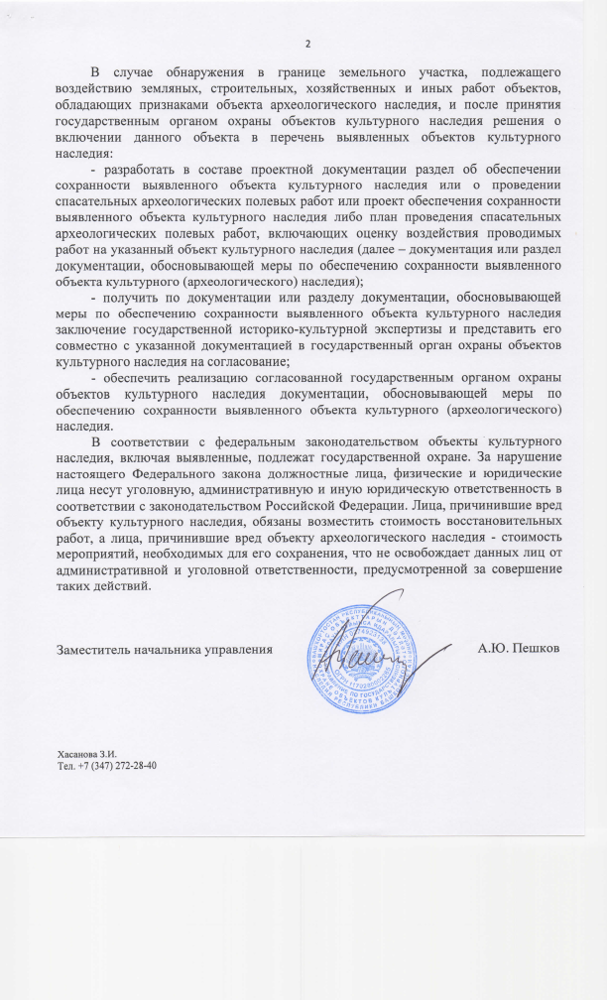 2
В случае обнаружения в границе земельного участка, подлежащего
воздействию земляных, строительных, хозяйственных и иных работ объектов,
обладающих признаками объекта археологического наследия, и после принятия
государственным органом охраны объектов культурного наследия решения о
включении данного объекта в перечень выявленных объектов культурного
наследия:
- разработать в составе проектной документации раздел об обеспечении
сохранности выявленного объекта культурного наследия или о проведении
спасательных археологических полевых работ или проект обеспечения сохранности
выявленного объекта культурного наследия либо план проведения спасательных
археологических полевых работ, включающих оценку воздействия проводимых
работ на указанный объект культурного наследия (далее – документация или раздел
документации, обосновывающей меры по обеспечению сохранности выявленного
объекта культурного (археологического) наследия);
- получить по документации или разделу документации, обосновывающей
меры по обеспечению сохранности выявленного объекта культурного наследия
заключение государственной историко-культурной экспертизы и представить его
совместно с указанной документацией в государственный орган охраны объектов
культурного наследия на согласование;
- обеспечить реализацию согласованной государственным органом охраны
объектов культурного наследия документации, обосновывающей меры по
обеспечению сохранности выявленного объекта культурного (археологического)
наследия.
В соответствии с федеральным законодательством объекты культурного
наследия, включая выявленные, подлежат государственной охране. За нарушение
настоящего Федерального закона должностные лица, физические и юридические
лица несут уголовную, административную и иную юридическую ответственность в
соответствии с законодательством Российской Федерации. Лица, причинившие вред
объекту культурного наследия, обязаны возместить стоимость восстановительных
работ, а лица, причинившие вред объекту археологического наследия - стоимость
мероприятий, необходимых для его сохранения, что не освобождает данных лиц от
административной и уголовной ответственности, предусмотренной за совершение
таких действий.
Заместитель начальника управления
А.Ю. Пешков
Хасанова З.И.
Тел. +7 (347) 272-28-40